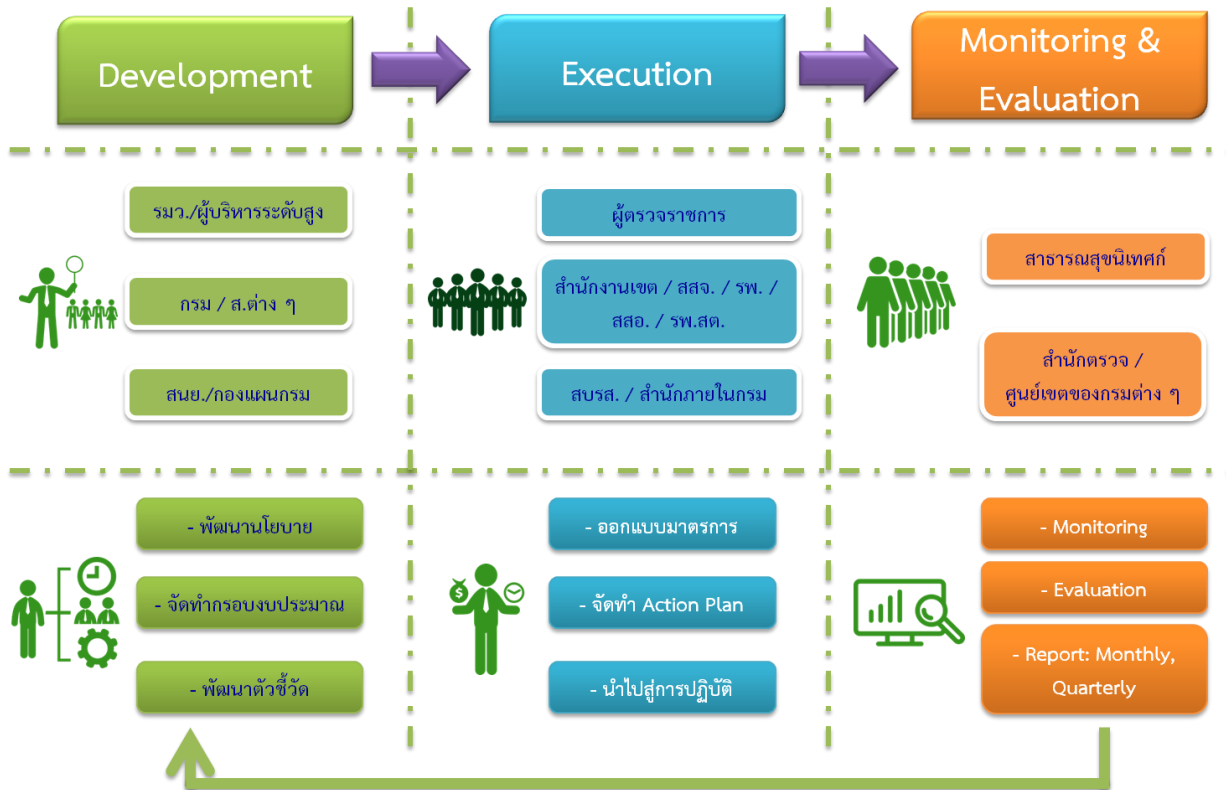 Development
Execution
Monitoring &
Evaluation
รมว./ผู้บริหารระดับสูง
กรม / ส.ต่าง ๆ
สนย./กองแผนกรม
ผู้ตรวจราชการ
สำนักงานเขต / สสจ. / รพ. /
สสอ. / รพ.สต.
สบรส. / สำนักภายในกรม
สาธารณสุขนิเทศก์
สำนักตรวจ /
ศูนย์เขตของกรมต่าง ๆ
- พัฒนานโยบาย
- จัดทำกรอบงบประมาณ
- พัฒนาตัวชี้วัด
$
- ออกแบบมาตรการ
- จัดทำ Action Plan
- นำไปสู่การปฏิบัติ
- Monitoring
- Evaluation
- Report: Monthly,
Quarterly